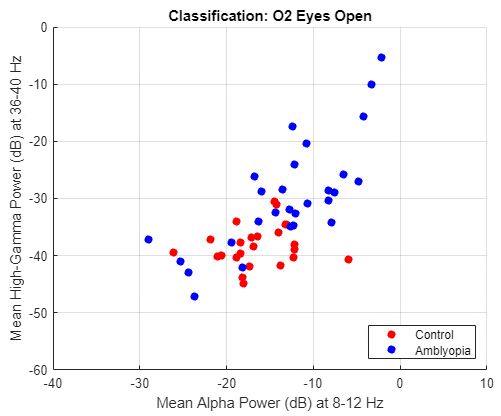 Classification: O2 Eyes Open
Mean High-Gamma Power (dB) at 36-40 Hz
0
-10
-20
-30
-40
-50
-60
-40
-30
-20
-10
0
10
Mean Alpha Power (dB) at 8-12 Hz
Control
Amblyopia